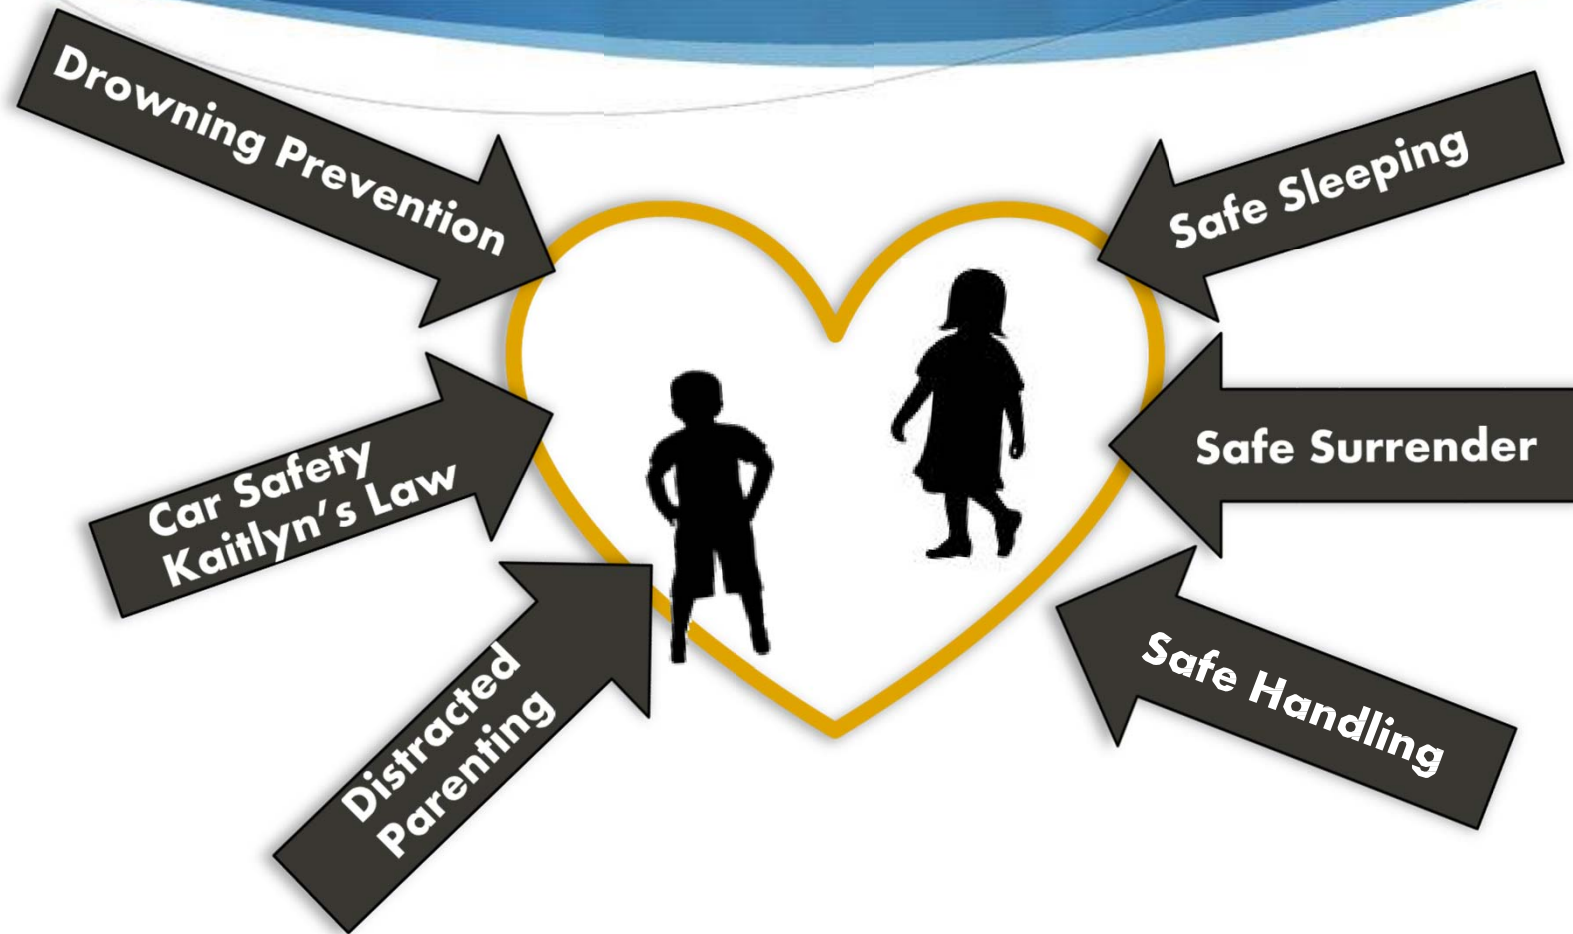 Drowning Prevention
Car Safety
Kaitlyn's Law
Distracted
Parenting
Safe Sleeping
Safe Surrender
Safe Handling